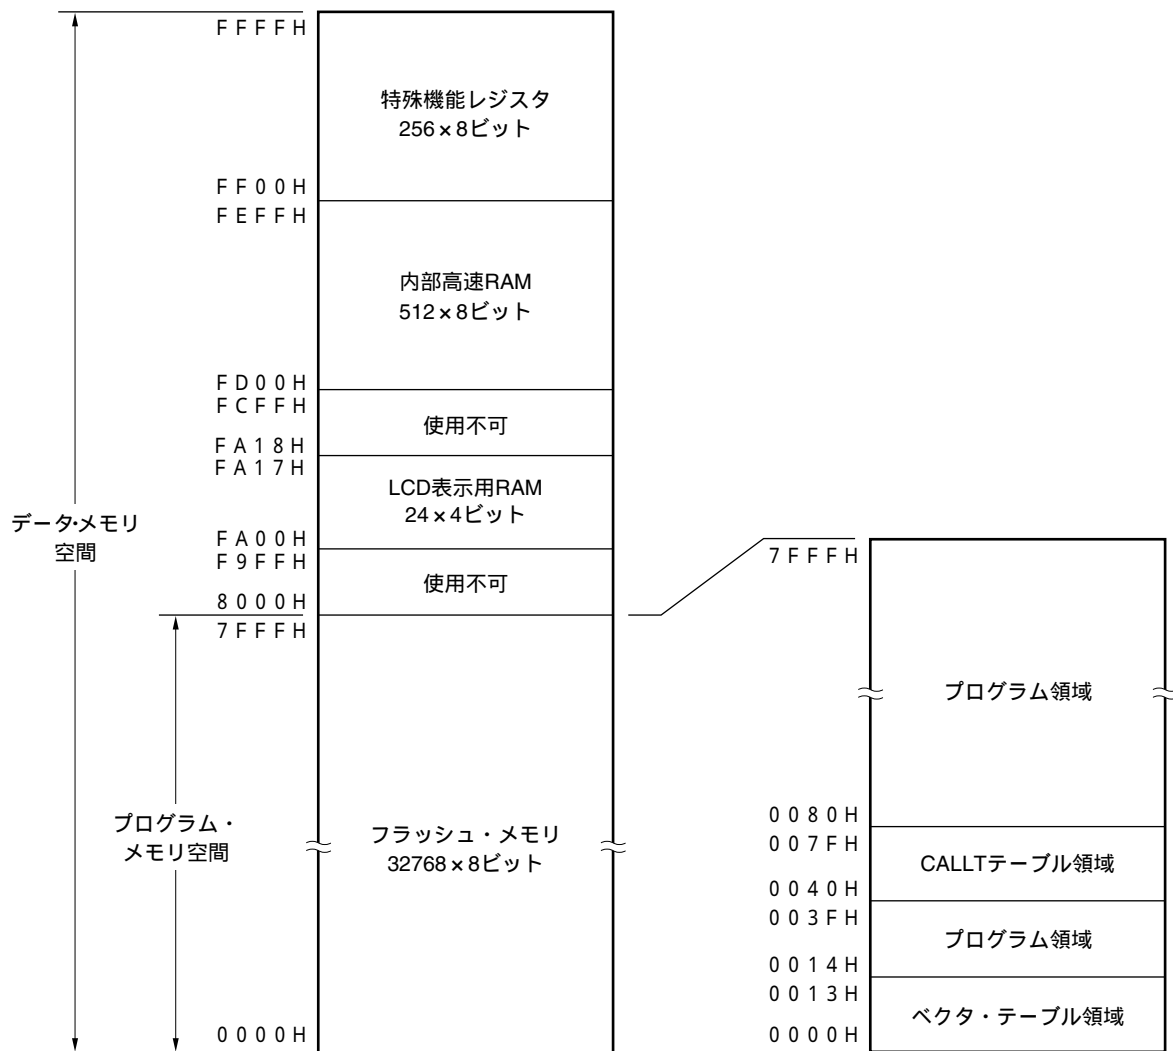 FFFFH
特殊機能レジスタ
256×8ビット
FF00H
FEFFH
内部高速RAM
512×8ビット
FD00H
FCFFH
使用不可
FA18H
FA17H
LCD表示用RAM
24×4ビット
データ・メモリ
空間
FA00H
F9FFH
使用不可
8000H
7FFFH
プログラム・
メモリ空間
フラッシュ・メモリ
32768×8ビット
0000H
7FFFH
プログラム領域
0080H
007FH
CALLTテーブル領域
0040H
003FH
プログラム領域
0014H
0013H
ベクタ・テーブル領域
0000H